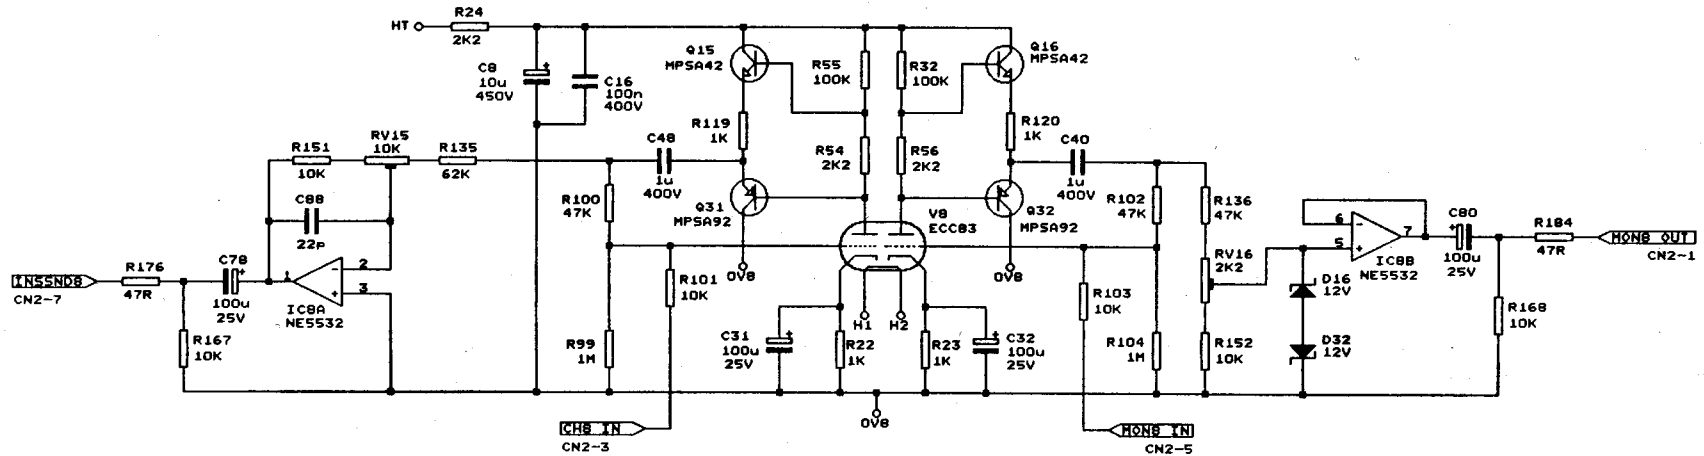 HT
R24
2K2
C8
10u
450V
+
C16
100n
400V
Q15
MPSA42
R55
100K
R32
100K
Q16
MPSA42
R119
1K
R120
1K
R54
2K2
R56
2K2
C48
1u
400V
C40
1u
400V
R151
10K
RV15
10K
R135
62K
C88
22p
R100
47K
Q31
MPSA92
V8
ECC83
Q32
MPSA92
R102
47K
R136
47K
0V8
0V8
INSSND8
CN2-7
R176
47R
C78
+
100u
25V
1
2
-
3
+
IC8A
NE5532
R167
10K
R101
10K
R99
1M
C31
100u
25V
+
R22
1K
H1
H2
R23
1K
C32
100u
25V
+
R103
10K
R104
1M
RV16
2K2
R152
10K
D16
12V
D32
12V
6
-
5
+
7
IC8B
NE5532
C80
+
100u
25V
R184
47R
MON8 OUT
CN2-1
R168
10K
0V8
CH8 IN
CN2-3
MON8 IN
CN2-5